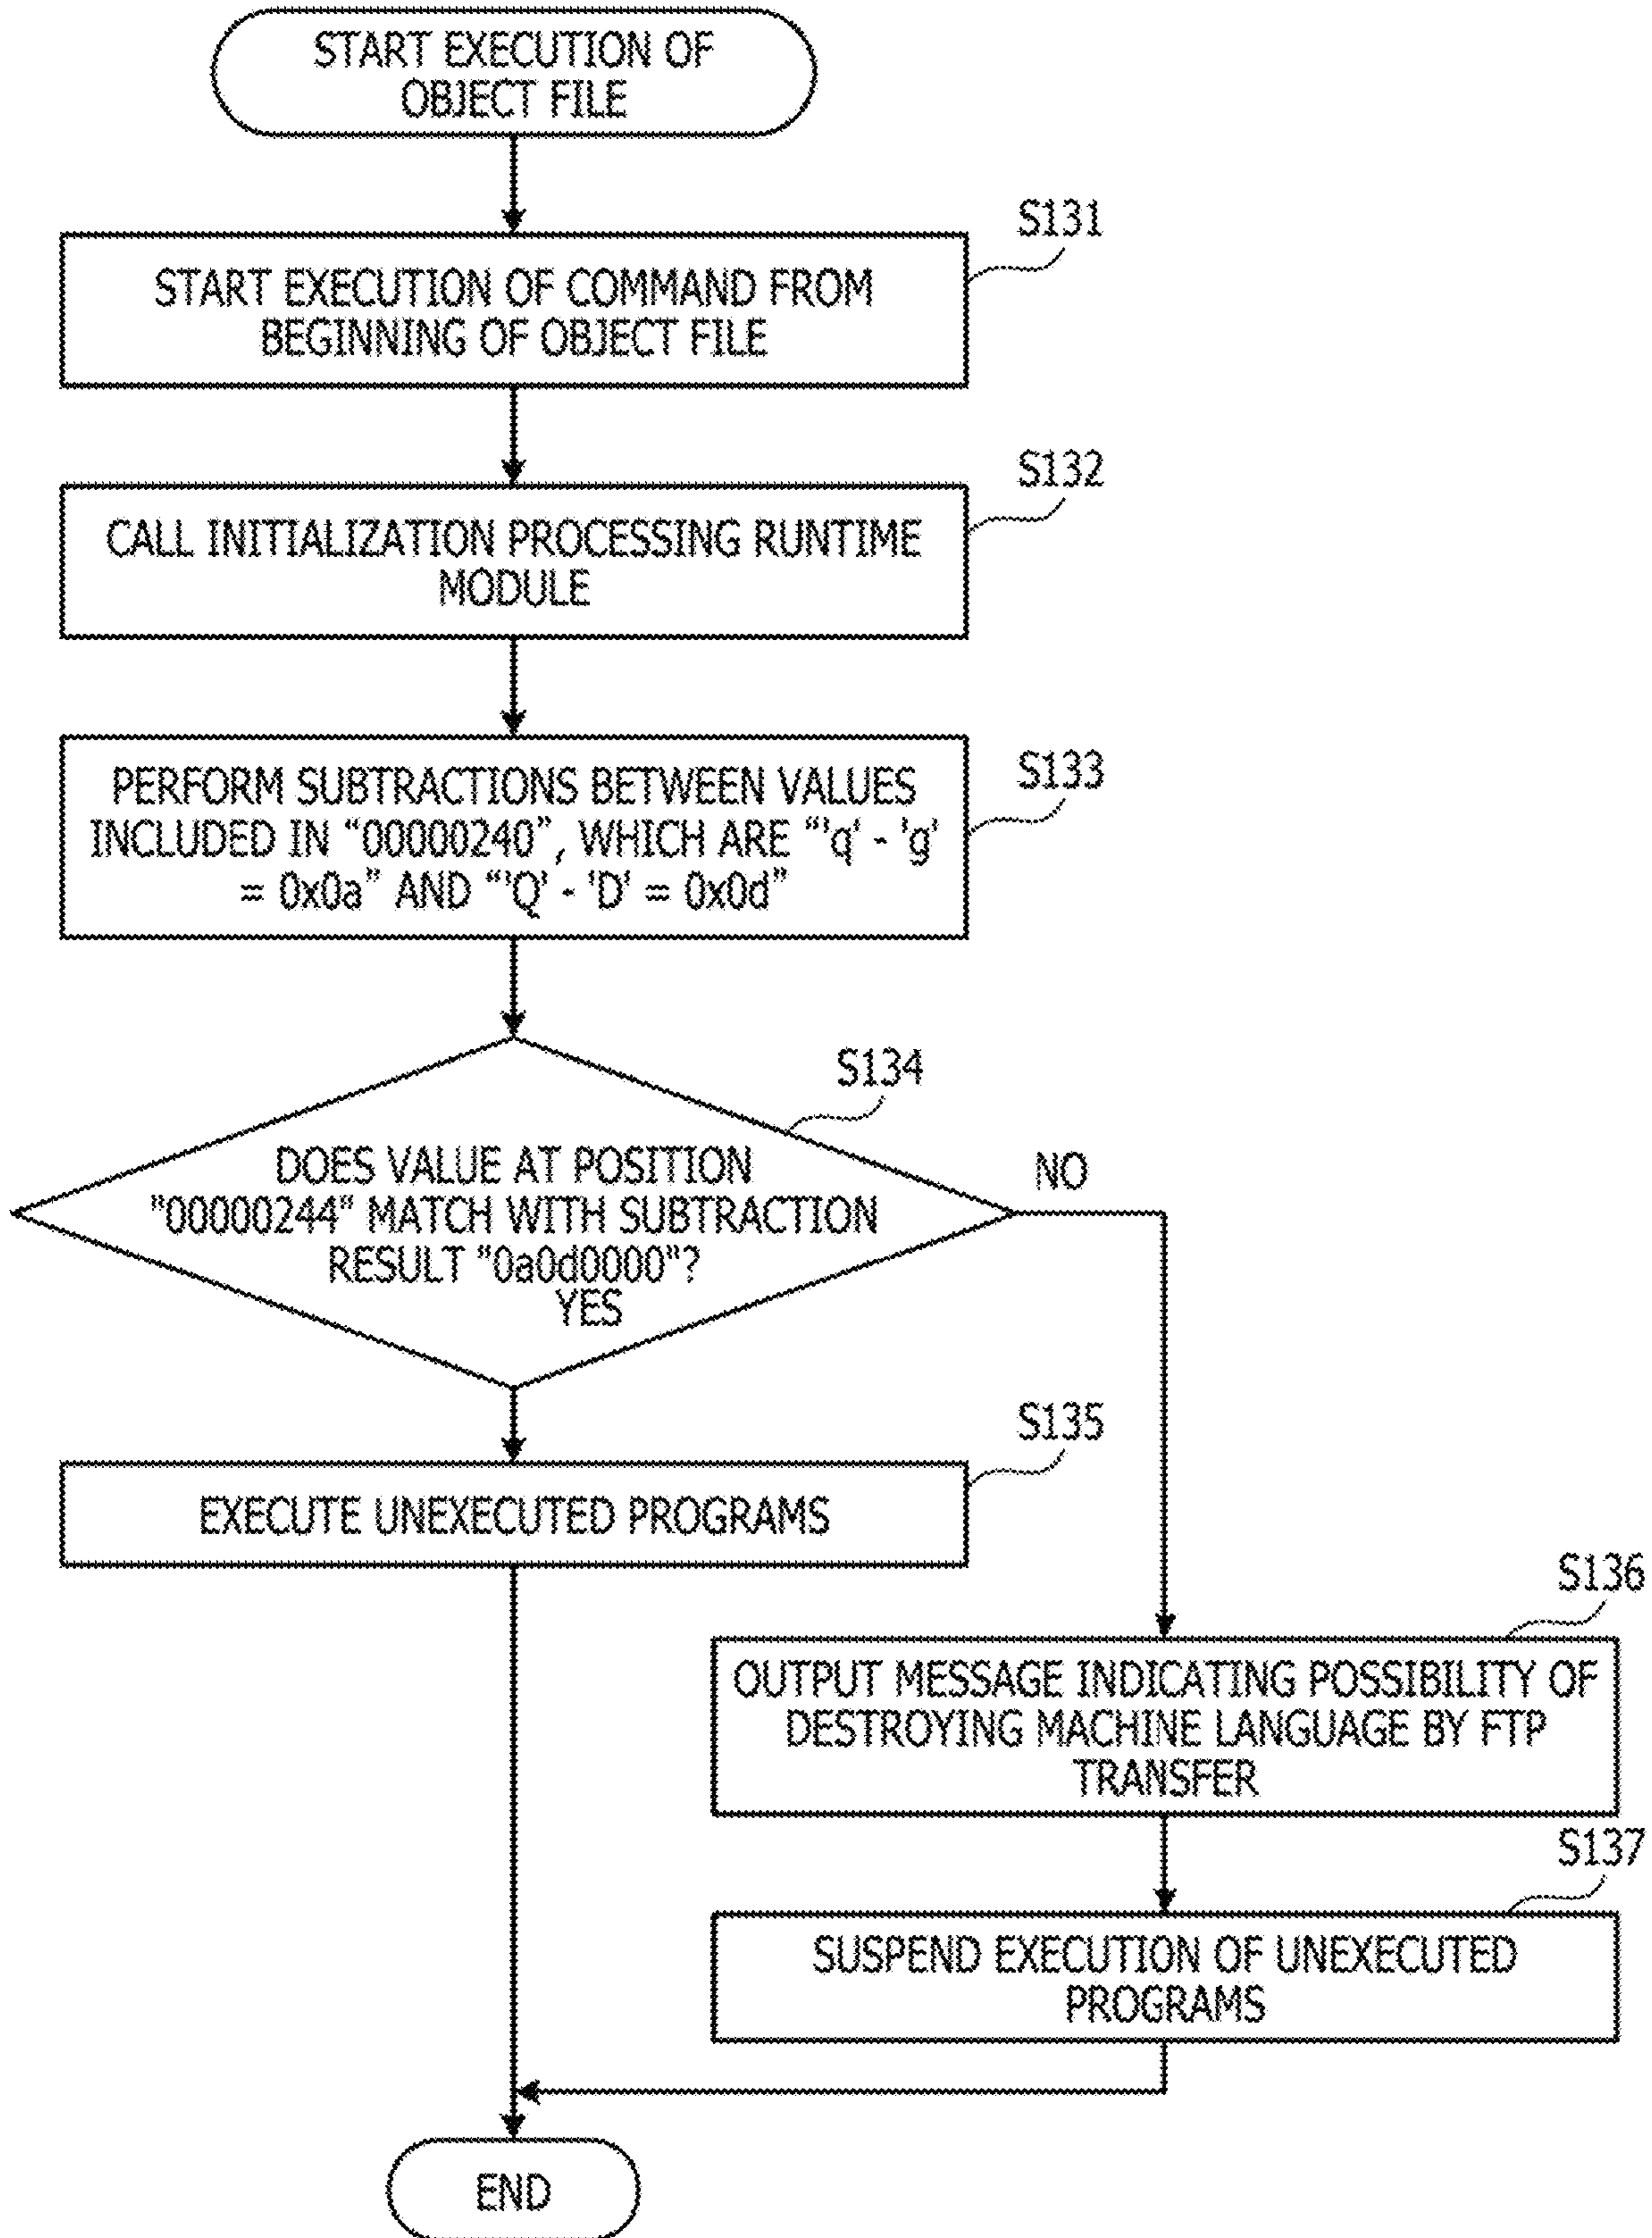 START EXECUTION OF
OBJECT FILE
S131
START EXECUTION OF COMMAND FROM
BEGINNING OF OBJECT FILE
S132
CALL INITIALIZATION PROCESSING RUNTIME
MODULE
S133
PERFORM SUBTRACTIONS BETWEEN VALUES
INCLUDED IN “00000240”, WHICH ARE “'q' - 'g'
= 0x0a” AND “'Q' - 'D' = 0x0d”
S134
DOES VALUE AT POSITION
"00000244" MATCH WITH SUBTRACTION
RESULT "0a0d0000"?
NO
YES
S135
EXECUTE UNEXECUTED PROGRAMS
S136
OUTPUT MESSAGE INDICATING POSSIBILITY OF
DESTROYING MACHINE LANGUAGE BY FTP
TRANSFER
S137
SUSPEND EXECUTION OF UNEXECUTED
PROGRAMS
END